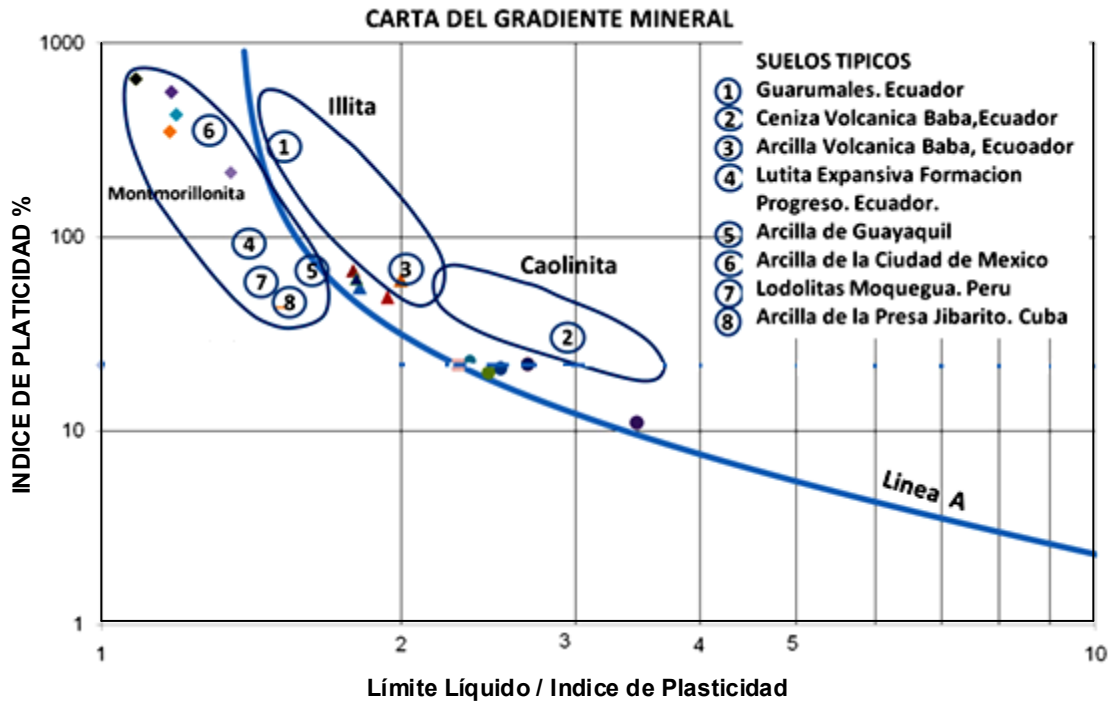 CARTA DEL GRADIENTE MINERAL
1000
100
10
1
INDICE DE PLATICIDAD %
Illita
Montmorillonita
Caolinita
Linea A
1
2
3
4
5
6
7
8
SUELOS TIPICOS
1 Guarumales. Ecuador
2 Ceniza Volcanica Baba,Ecuador
3 Arcilla Volcanica Baba, Ecuoador
4 Lutita Expansiva Formacion
Progreso. Ecuador.
5 Arcilla de Guayaquil
6 Arcilla de la Ciudad de Mexico
7 Lodolitas Moquegua. Peru
8 Arcilla de la Presa Jibarito. Cuba
1 2 3 4 5 10
Límite Líquido / Indice de Plasticidad